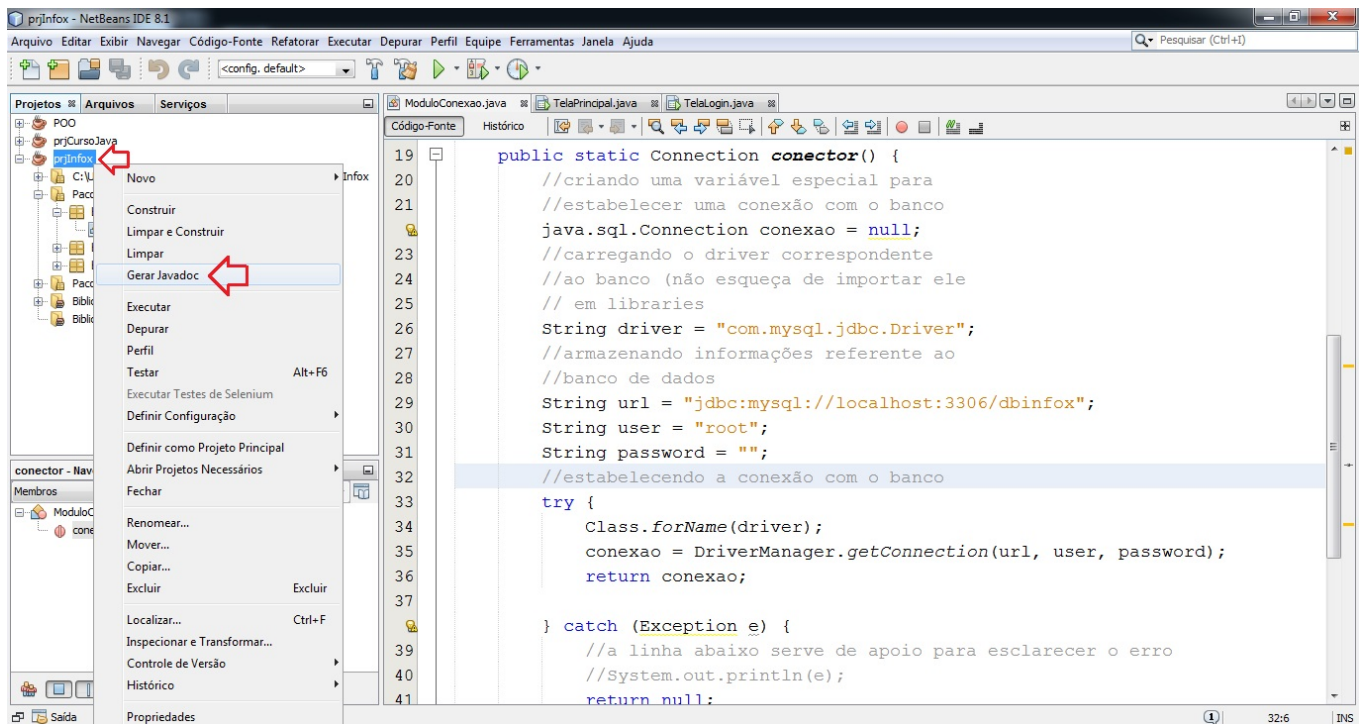 prjInfox - NetBeans IDE 8.1
Arquivo Editar Exibir Navegar Código-Fonte Refatorar Executar Depurar Perfil Equipe Ferramentas Janela Ajuda
Pesquisar (Ctrl+I)
<config. default>
Projetos Arquivos Serviços
POO
prjCursoJava
prjInfox
C:\
Infox
Novo
Construir
Limpar e Construir
Limpar
Gerar Javadoc
Executar
Depurar
Perfil
Testar Alt+F6
Executar Testes de Selenium
Definir Configuração
Definir como Projeto Principal
Abrir Projetos Necessários
Fechar
Renomear...
Mover...
Copiar...
Excluir Excluir
Localizar... Ctrl+F
Inspecionar e Transformar...
Controle de Versão
Histórico
Propriedades
conector - Nav
Membros
ModuloC
cone
Saída
ModuloConexao.java TelaPrincipal.java TelaLogin.java
Código-Fonte Histórico
19 public static Connection conector() {
20 //criando uma variável especial para
21 //estabelecer uma conexão com o banco
java.sql.Connection conexao = null;
23 //carregando o driver correspondente
24 //ao banco (não esqueça de importar ele
25 // em libraries
26 String driver = "com.mysql.jdbc.Driver";
27 //armazenando informações referente ao
28 //banco de dados
29 String url = "jdbc:mysql://localhost:3306/dbinfox";
30 String user = "root";
31 String password = "";
32 //estabelecendo a conexão com o banco
33 try {
34 Class.forName(driver);
35 conexao = DriverManager.getConnection(url, user, password);
36 return conexao;
37
} catch (Exception e) {
39 //a linha abaixo serve de apoio para esclarecer o erro
40 //System.out.println(e);
41 return null;
1 32:6 INS